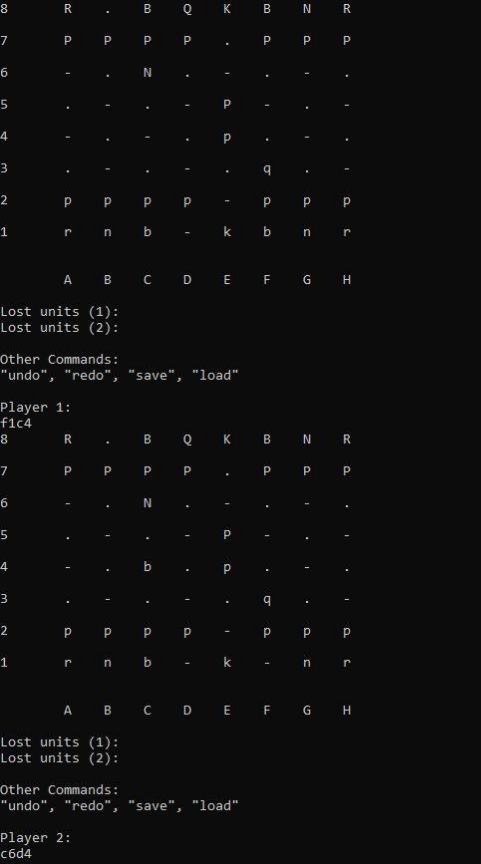 8 R . B Q K B N R
7 P P P P . P P P
6 - . N . - . - .
5 . - . - P - . -
4 - . - . p . - .
3 . - . - . q . -
2 p p p p - p p p
1 r n b - k b n r
A B C D E F G H
Lost units (1):
Lost units (2):
Other Commands:
"undo", "redo", "save", "load"
Player 1:
f1c4
8 R . B Q K B N R
7 P P P P . P P P
6 - . N . - . - .
5 . - . - P - . -
4 - . b . p . - .
3 . - . - . q . -
2 p p p p - p p p
1 r n b - k - n r
A B C D E F G H
Lost units (1):
Lost units (2):
Other Commands:
"undo", "redo", "save", "load"
Player 2:
c6d4